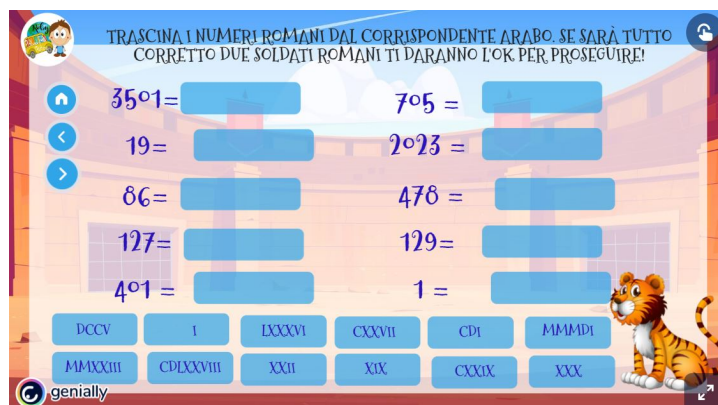 TRASCINA I NUMERI ROMANI DAL CORRISPONDENTE ARABO. SE SARÀ TUTTO
CORRETTO DUE SOLDATI ROMANI TI DARANNO L'OK PER PROSEGUIRE!
3501=
705 =
19=
2023 =
86=
478 =
127=
129=
401 =
1 =
DCCV I LXXXVI CXXVII CDI MMMDI
MMXXIII CDLXXVIII XXII XIX CXXIX XXX
genially